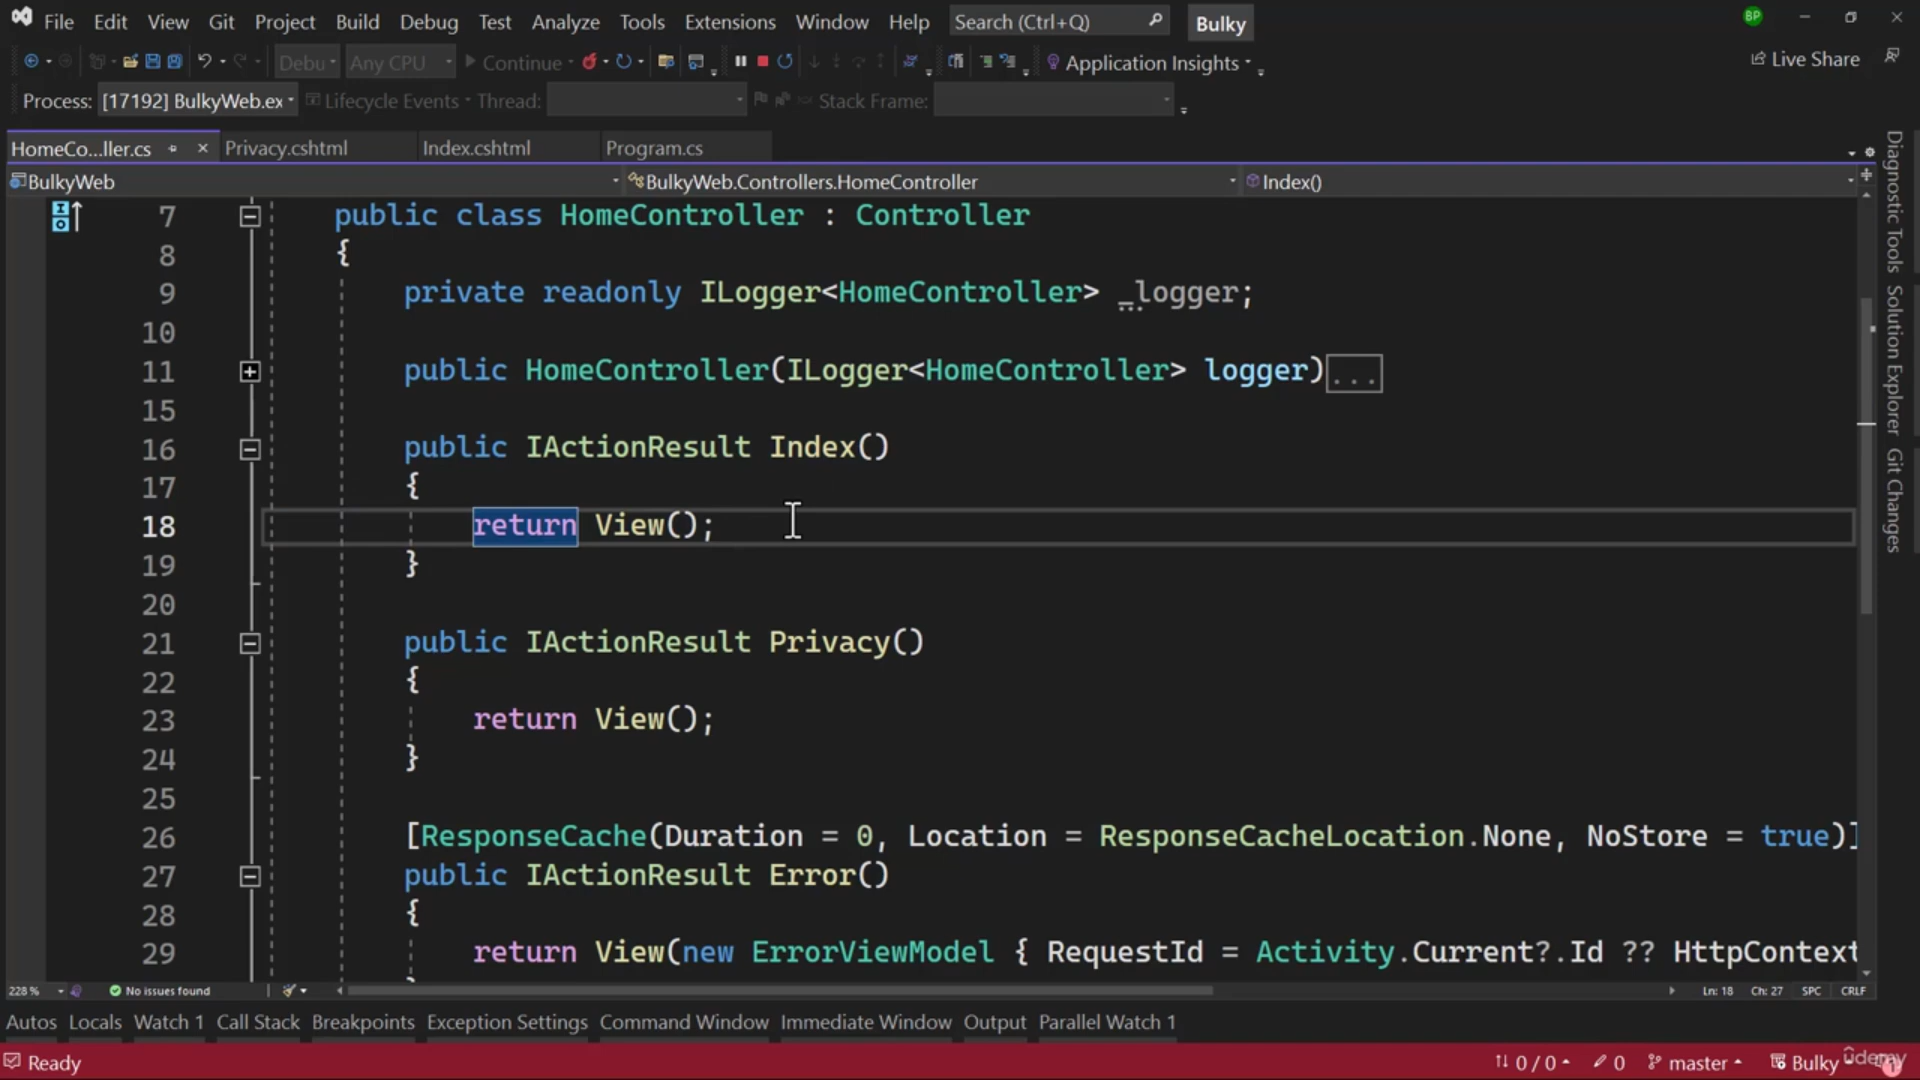 File Edit View Git Project Build Debug Test Analyze Tools Extensions Window Help Search (Ctrl+Q) Bulky BP
Debu Any CPU Continue Application Insights Live Share
Process: [17192] BulkyWeb.ex Lifecycle Events Thread: Stack Frame:
HomeCo...ller.cs Privacy.cshtml Index.cshtml Program.cs
BulkyWeb BulkyWeb.Controllers.HomeController Index()
7 public class HomeController : Controller
8 {
9 private readonly ILogger<HomeController> _logger;
10
11 public HomeController(ILogger<HomeController> logger)...
15
16 public IActionResult Index()
17 {
18 return View();
19 }
20
21 public IActionResult Privacy()
22 {
23 return View();
24 }
25
26 [ResponseCache(Duration = 0, Location = ResponseCacheLocation.None, NoStore = true)]
27 public IActionResult Error()
28 {
29 return View(new ErrorViewModel { RequestId = Activity.Current?.Id ?? HttpContext
Diagnostic Tools
Solution Explorer
Git Changes
228 % No issues found Ln: 18 Ch: 27 SPC CRLF
Autos Locals Watch 1 Call Stack Breakpoints Exception Settings Command Window Immediate Window Output Parallel Watch 1
Ready 0 / 0 0 master Bulky udemy 1